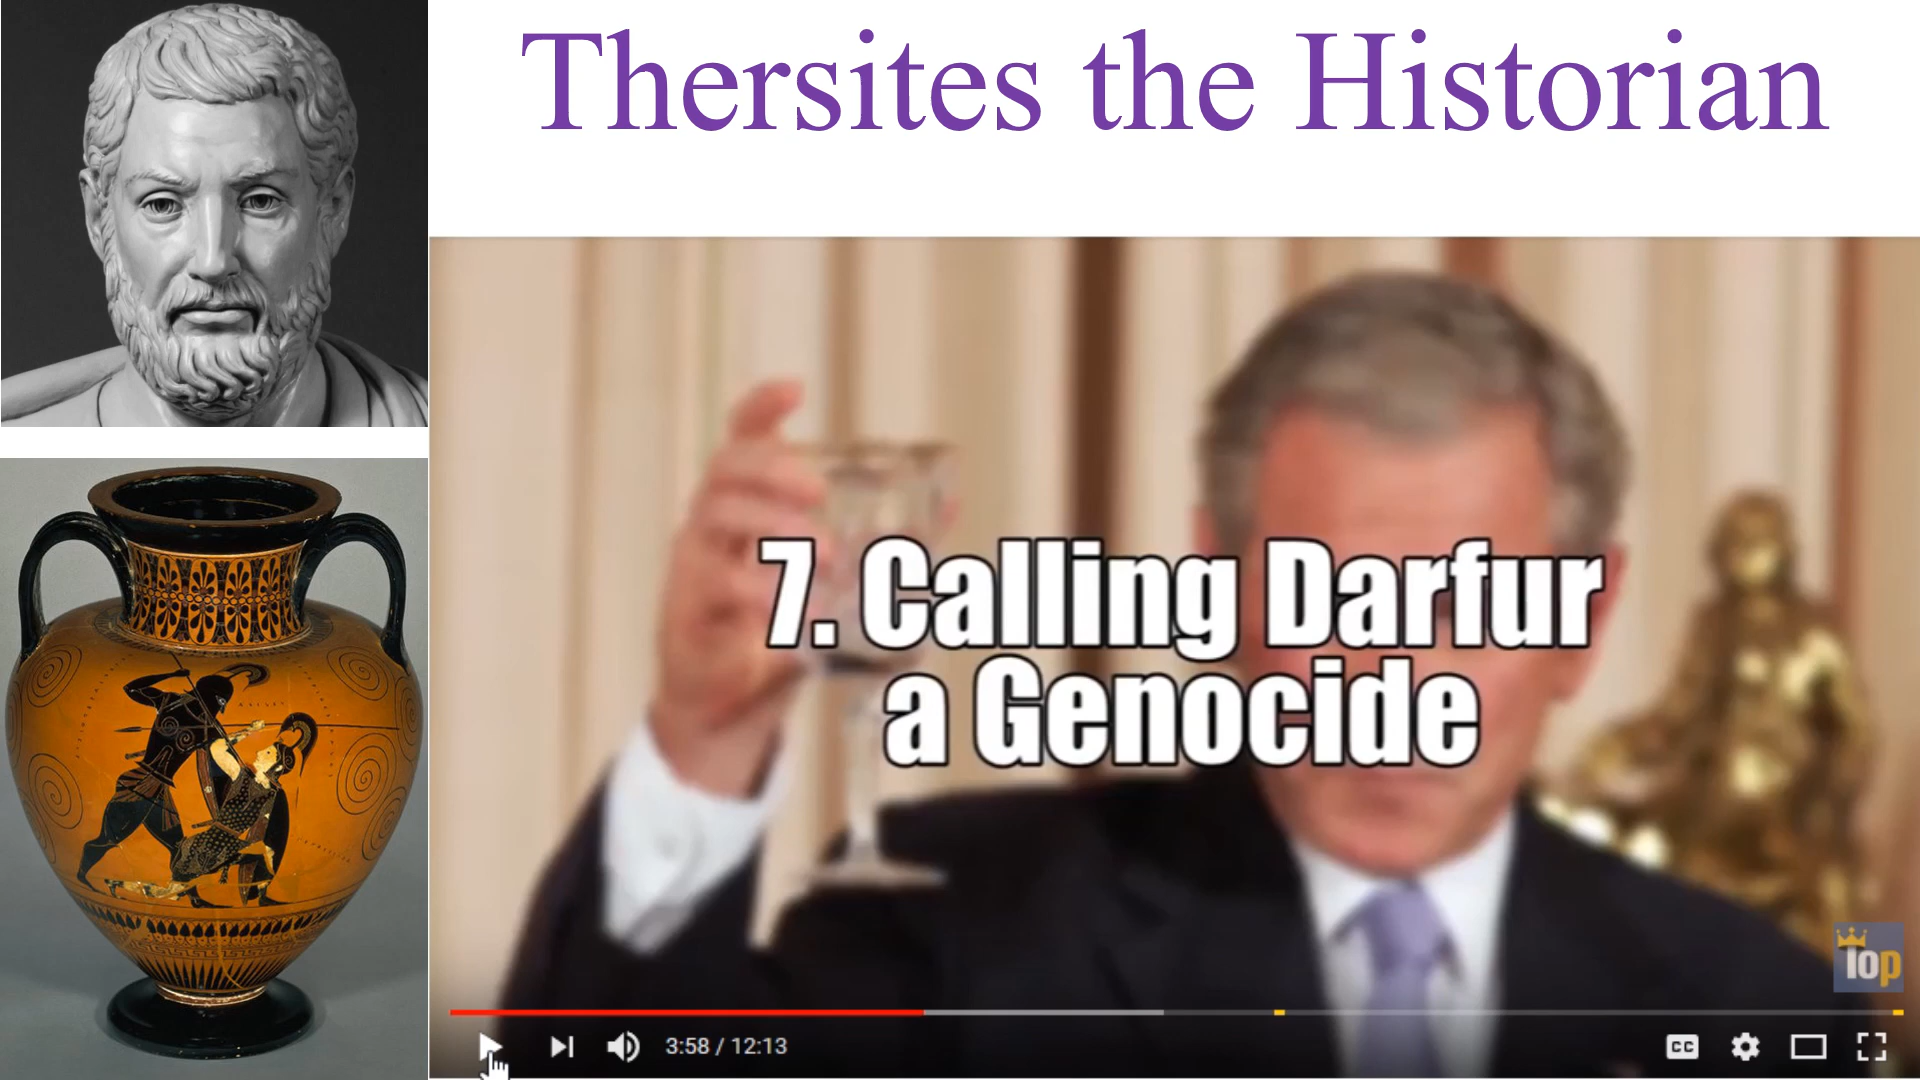 Thersites the Historian
7. Calling Darfur
a Genocide
Top
3:58 / 12:13
CC